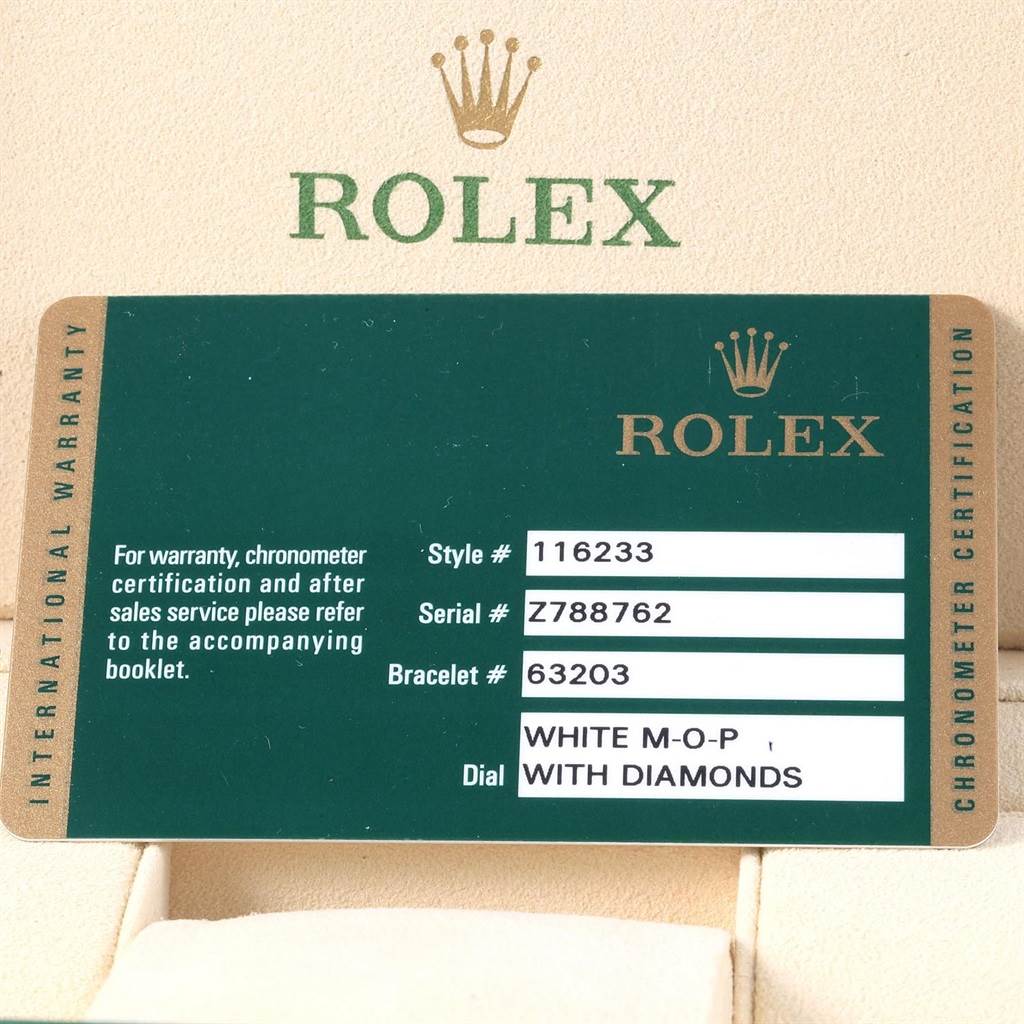 ROLEX
ROLEX
INTERNATIONAL WARRANTY
CHRONOMETER CERTIFICATION
For warranty, chronometer
certification and after
sales service please refer
to the accompanying
booklet.
Style # 116233
Serial # Z788762
Bracelet # 63203
WHITE M-O-P
Dial WITH DIAMONDS